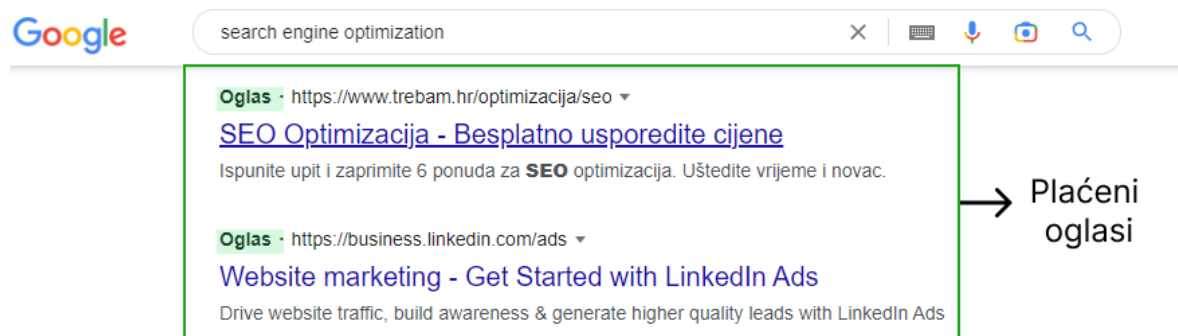 Google
search engine optimization
Oglas · https://www.trebam.hr/optimizacija/seo
SEO Optimizacija - Besplatno usporedite cijene
Ispunite upit i zaprimite 6 ponuda za SEO optimizacija. Uštedite vrijeme i novac.
Plaćeni
oglasi
Oglas · https://business.linkedin.com/ads
Website marketing - Get Started with LinkedIn Ads
Drive website traffic, build awareness & generate higher quality leads with LinkedIn Ads